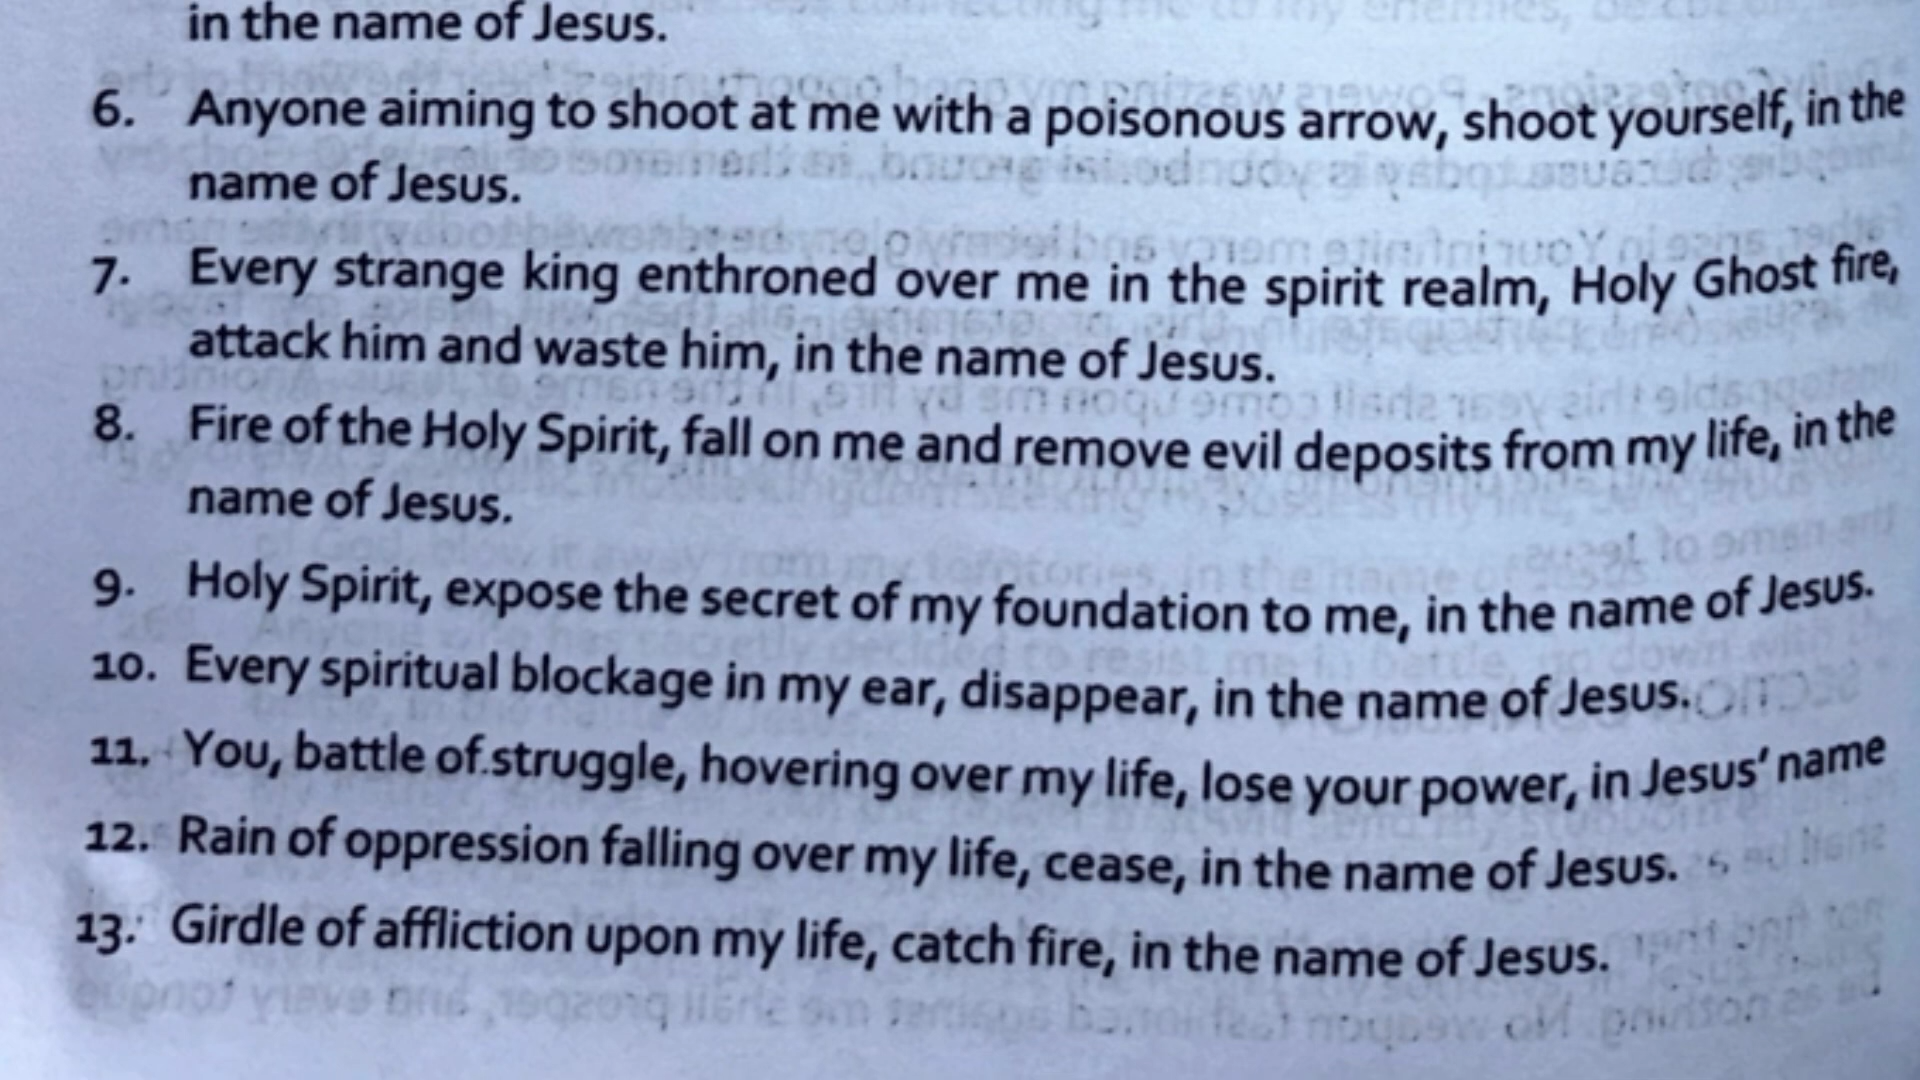 in the name of Jesus.
6. Anyone aiming to shoot at me with a poisonous arrow, shoot yourself, in the
name of Jesus.
7. Every strange king enthroned over me in the spirit realm, Holy Ghost fire,
attack him and waste him, in the name of Jesus.
8. Fire of the Holy Spirit, fall on me and remove evil deposits from my life, in the
name of Jesus.
9. Holy Spirit, expose the secret of my foundation to me, in the name of Jesus.
10. Every spiritual blockage in my ear, disappear, in the name of Jesus.
11. You, battle of struggle, hovering over my life, lose your power, in Jesus' name
12. Rain of oppression falling over my life, cease, in the name of Jesus.
13. Girdle of affliction upon my life, catch fire, in the name of Jesus.